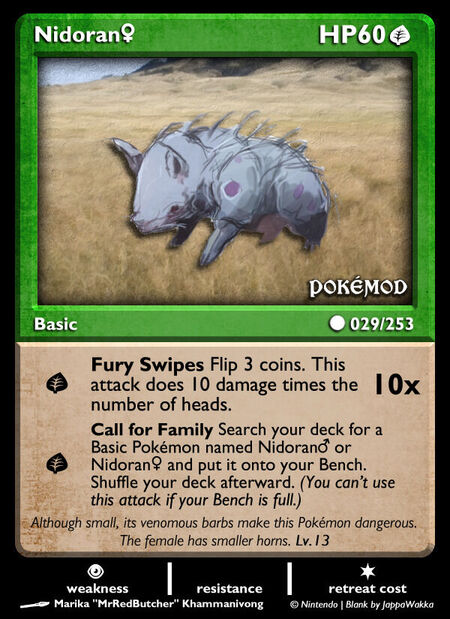 Nidoran♀ HP60
POKÉMOD
Basic 029/253
Fury Swipes Flip 3 coins. This
attack does 10 damage times the 10x
number of heads.
Call for Family Search your deck for a
Basic Pokémon named Nidoran♂ or
Nidoran♀ and put it onto your Bench.
Shuffle your deck afterward. (You can't use
this attack if your Bench is full.)
Although small, its venomous barbs make this Pokémon dangerous.
The female has smaller horns. Lv.13
weakness resistance retreat cost
Marika "MrRedButcher" Khammanivong © Nintendo | Blank by JappaWakka